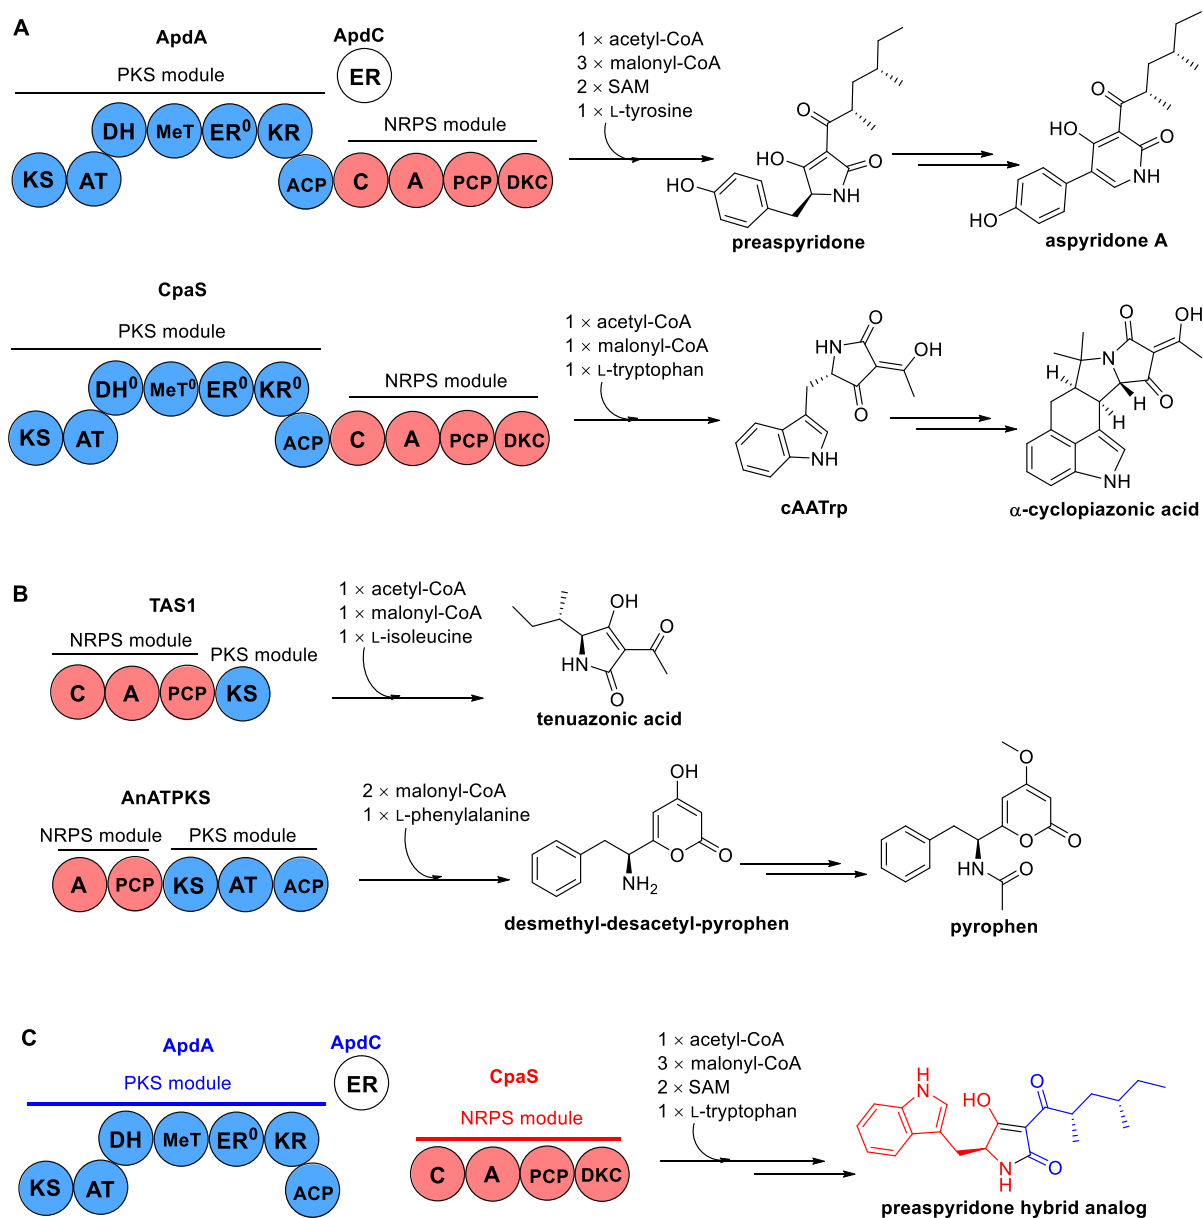 A
ApdA
ApdC
PKS module
ER
1 × acetyl-CoA
3 × malonyl-CoA
2 × SAM
1 × L-tyrosine
DH
MeT
ER⁰
KR
NRPS module
KS
AT
ACP
C
A
PCP
DKC
O
HO
O
NH
HO
preaspyridone
O
HO
O
NH
HO
aspyridone A
CpaS
PKS module
1 × acetyl-CoA
1 × malonyl-CoA
1 × L-tryptophan
DH⁰
MeT⁰
ER⁰
KR⁰
NRPS module
KS
AT
ACP
C
A
PCP
DKC
O
HN
OH
O
NH
cAATrp
O
OH
N
H
H
O
H
NH
α-cyclopiazonic acid
B
TAS1
1 × acetyl-CoA
1 × malonyl-CoA
1 × L-isoleucine
NRPS module
PKS module
C
A
PCP
KS
OH
O
HN
O
tenuazonic acid
AnATPKS
2 × malonyl-CoA
1 × L-phenylalanine
NRPS module
PKS module
A
PCP
KS
AT
ACP
OH
O
O
NH₂
desmethyl-desacetyl-pyrophen
O
O
O
HN
O
pyrophen
C
ApdA
ApdC
PKS module
ER
CpaS
NRPS module
1 × acetyl-CoA
3 × malonyl-CoA
2 × SAM
1 × L-tryptophan
DH
MeT
ER⁰
KR
KS
AT
ACP
C
A
PCP
DKC
H
N
HO
O
N
H
O
preaspyridone hybrid analog